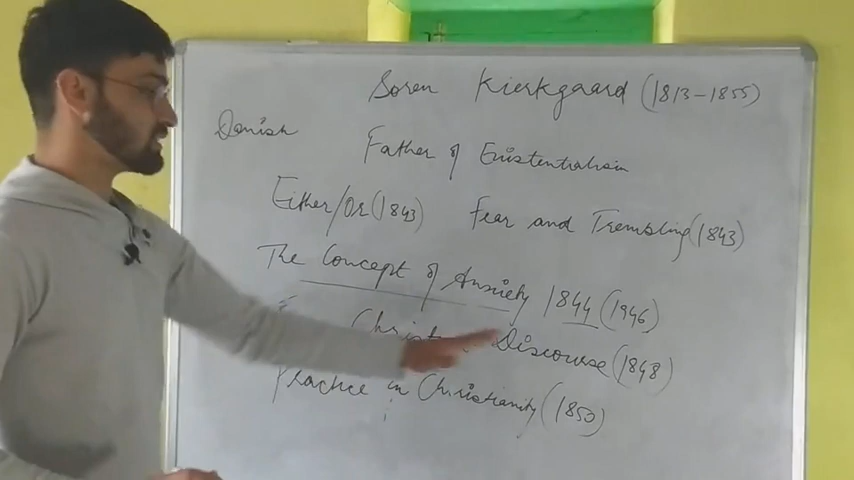 Soren Kierkgaard (1813-1855)
Danish
Father of Existentialism
Either/Or (1843) Fear and Trembling (1843)
The Concept of Anxiety 1844 (1946)
Discourse (1848)
Practice in Christianity (1850)